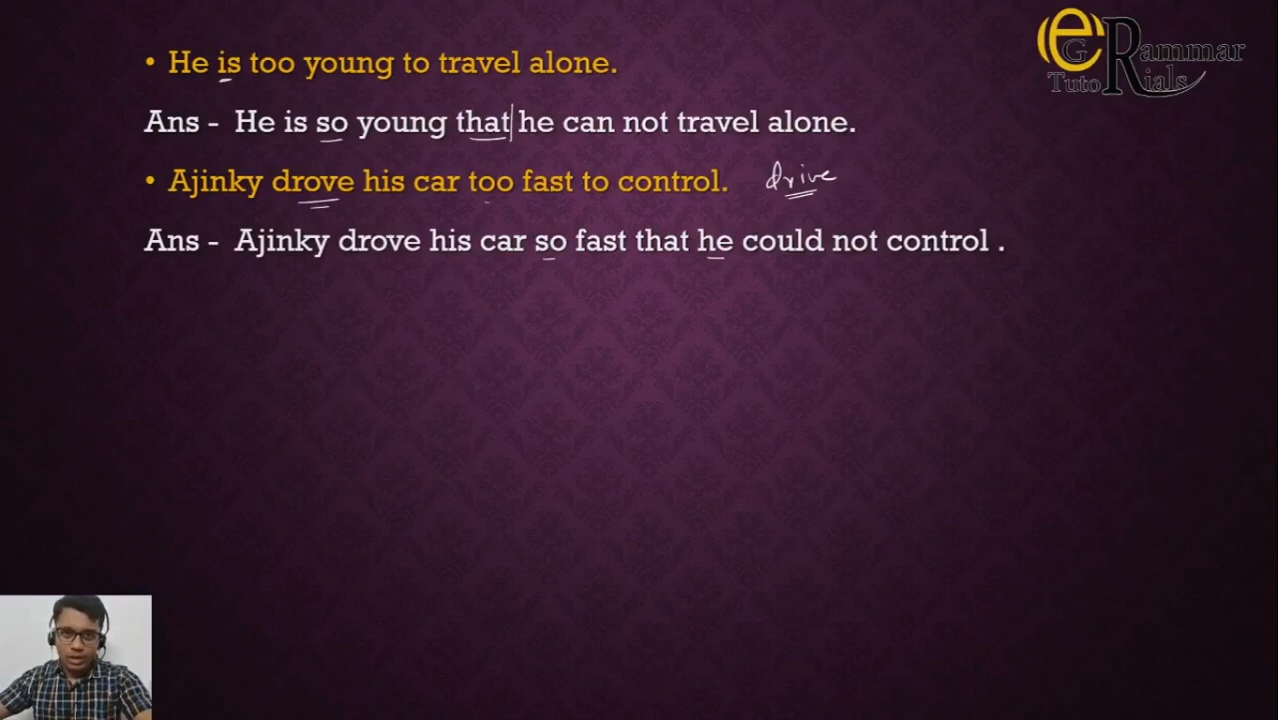 eGRammar
TutoRials
• He is too young to travel alone.
Ans - He is so young that he can not travel alone.
• Ajinky drove his car too fast to control. drive
Ans - Ajinky drove his car so fast that he could not control .